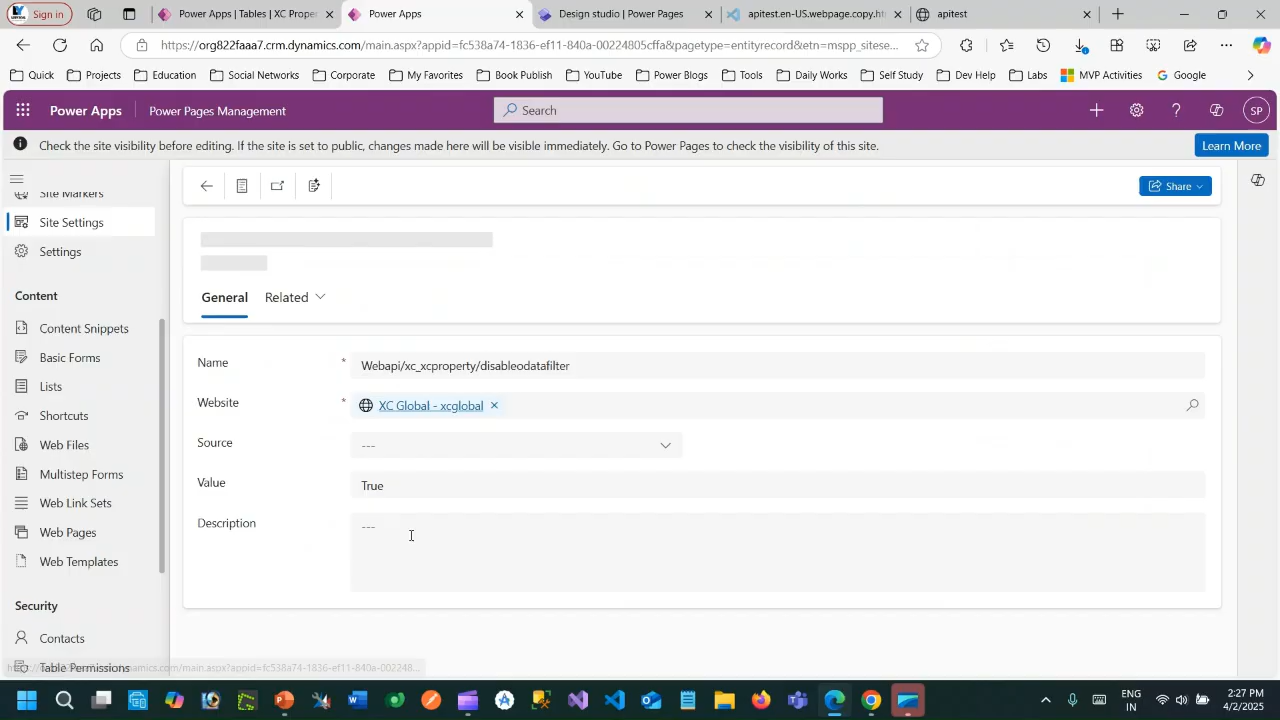 Sign in
Power Apps | Tables | XC Proper
Power Apps
Design studio | Power Pages
apitest.en-US.webpage.copy.h
apitest
https://org822faaa7.crm.dynamics.com/main.aspx?appid=fc538a74-1836-ef11-840a-00224805cffa&pagetype=entityrecord&etn=mspp_sitese...
Quick
Projects
Education
Social Networks
Corporate
My Favorites
Book Publish
YouTube
Power Blogs
Tools
Daily Works
Self Study
Dev Help
Labs
MVP Activities
Google
Power Apps
Power Pages Management
Search
SP
Check the site visibility before editing. If the site is set to public, changes made here will be visible immediately. Go to Power Pages to check the visibility of this site.
Learn More
Site Markers
Site Settings
Settings
Content
Content Snippets
Basic Forms
Lists
Shortcuts
Web Files
Multistep Forms
Web Link Sets
Web Pages
Web Templates
Security
Contacts
Table Permissions
Share
General
Related
Name
*
Webapi/xc_xcproperty/disableodatafilter
Website
*
XC Global - xcglobal
Source
---
Value
True
Description
---
ENG
IN
2:27 PM
4/2/2025